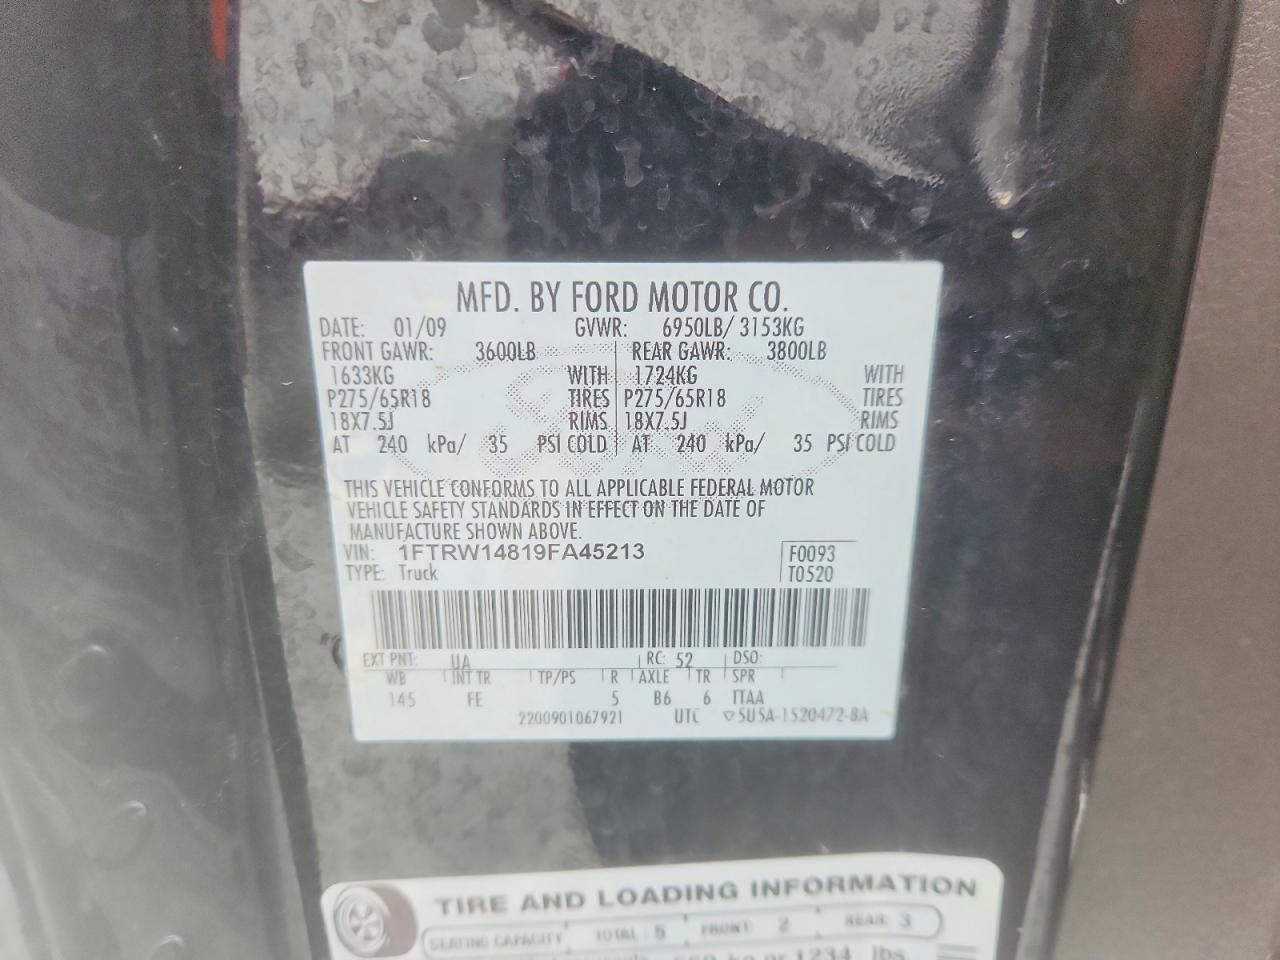 MFD. BY FORD MOTOR CO.
DATE: 01/09 GVWR: 6950LB/ 3153KG
FRONT GAWR: 3600LB REAR GAWR: 3800LB
1633KG WITH 1724KG WITH
P275/65R18 TIRES P275/65R18 TIRES
18X7.5J RIMS 18X7.5J RIMS
AT 240 kPa/ 35 PSI COLD AT 240 kPa/ 35 PSI COLD
THIS VEHICLE CONFORMS TO ALL APPLICABLE FEDERAL MOTOR
VEHICLE SAFETY STANDARDS IN EFFECT ON THE DATE OF
MANUFACTURE SHOWN ABOVE.
VIN: 1FTRW14819FA45213 F0093
TYPE: Truck T0520
EXT PNT: UA RC: 52 DSO:
WB INT TR TP/PS R AXLE TR SPR
145 FE 5 B6 6 TTAA
2200901067921 UTC ▽5U5A-1520472-BA
TIRE AND LOADING INFORMATION
SEATING CAPACITY TOTAL 5 FRONT: 2 REAR: 3
kg or 1234 lbs